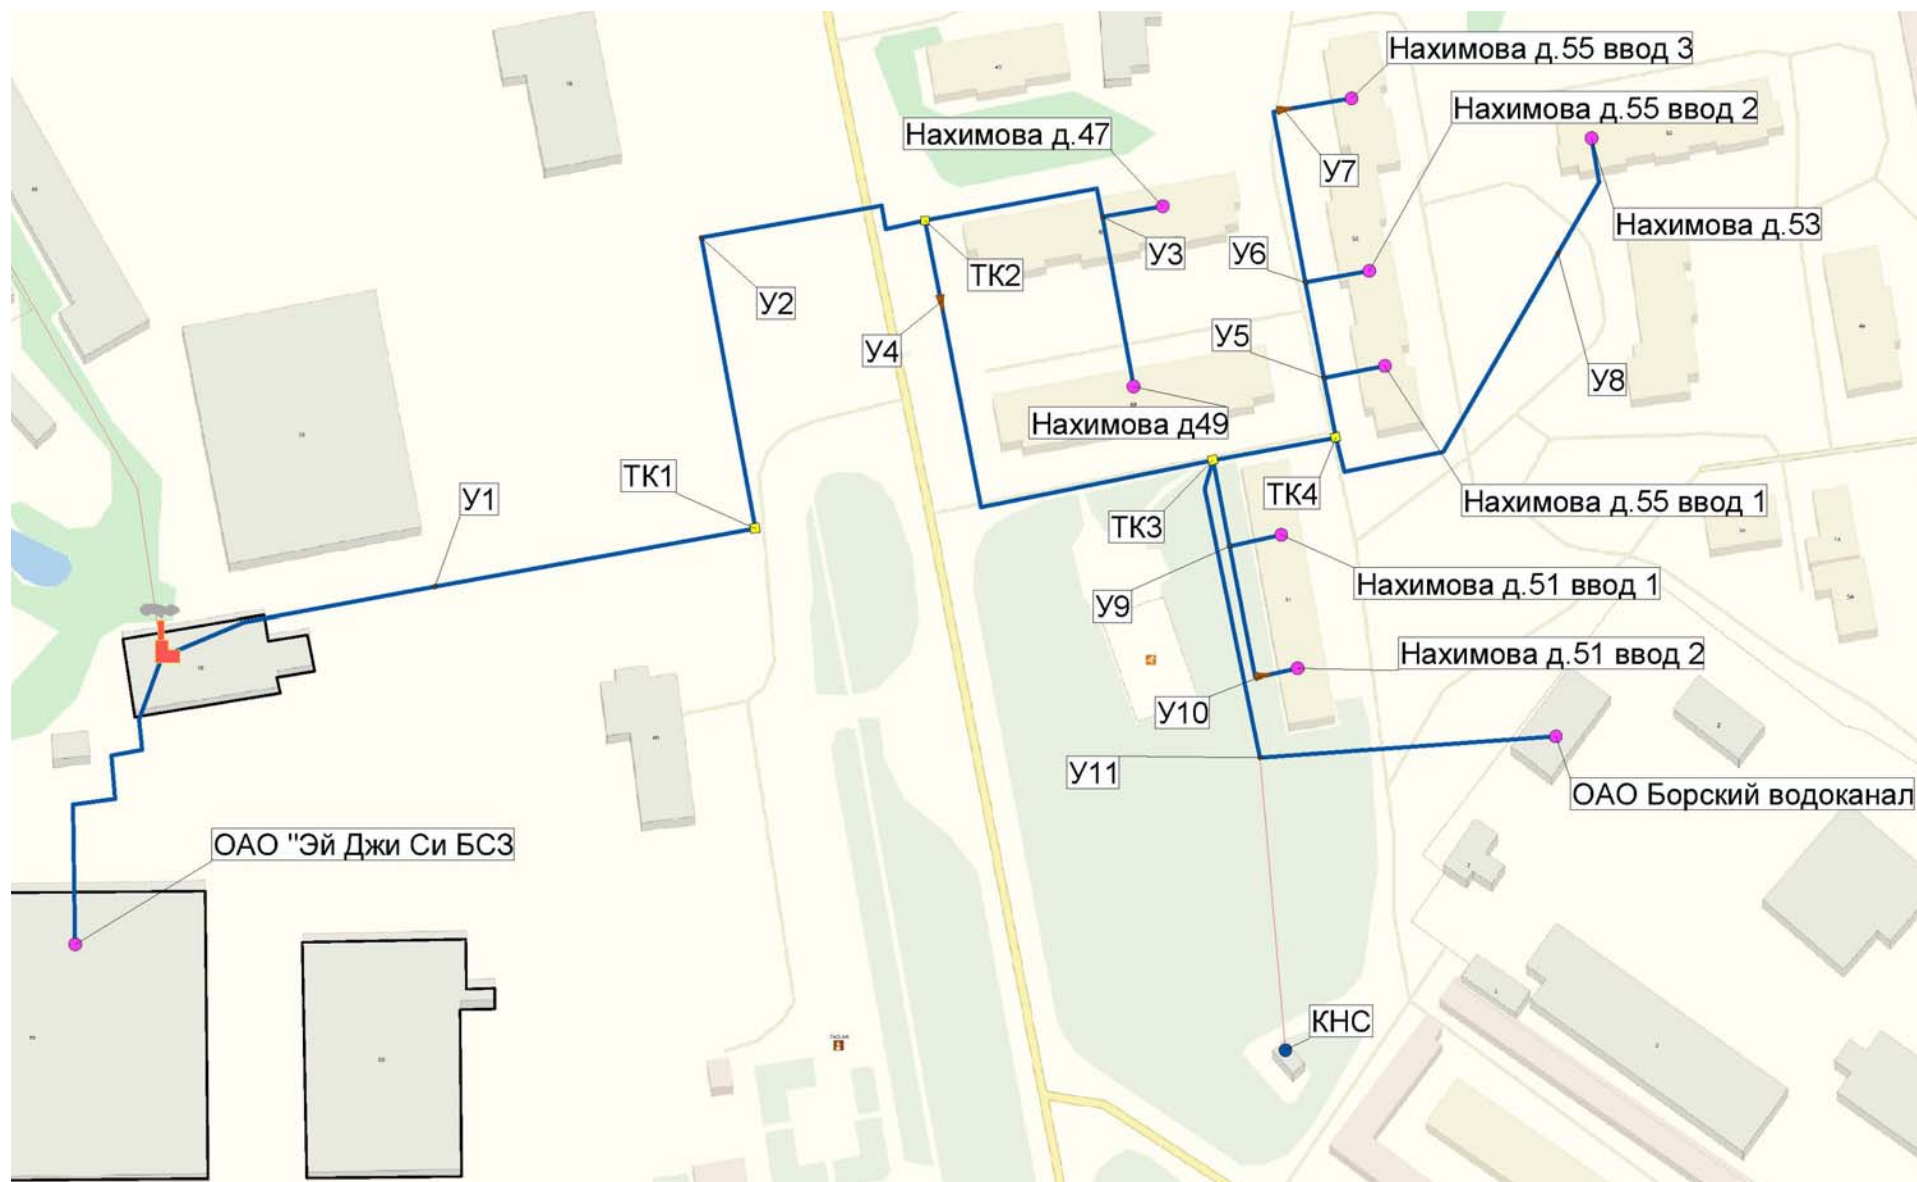 Нахимова д.55 ввод 3
Нахимова д.55 ввод 2
Нахимова д.47
У7
Нахимова д.53
У3
У6
ТК2
У2
У5
У4
У8
Нахимова д49
ТК1
У1
ТК4
Нахимова д.55 ввод 1
ТК3
Нахимова д.51 ввод 1
У9
Нахимова д.51 ввод 2
У10
У11
ОАО Борский водоканал
ОАО "Эй Джи Си БСЗ
КНС